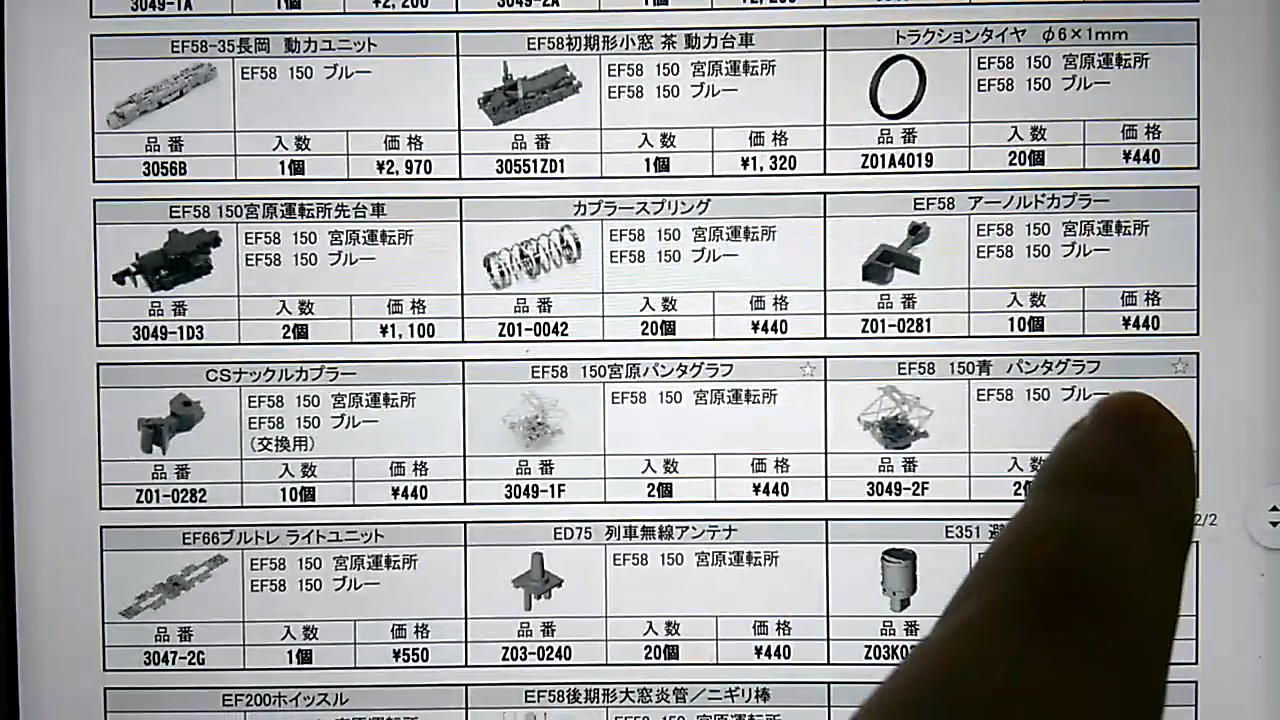 3049-1A 1個 ¥2,200
3049-2A 1個
EF58-35長岡 動力ユニット
EF58 150 ブルー
品番 入数 価格
3056B 1個 ¥2,970
EF58初期形小窓 茶 動力台車
EF58 150 宮原運転所
EF58 150 ブルー
品番 入数 価格
30551ZD1 1個 ¥1,320
トラクションタイヤ φ6×1mm
EF58 150 宮原運転所
EF58 150 ブルー
品番 入数 価格
Z01A4019 20個 ¥440
EF58 150宮原運転所先台車
EF58 150 宮原運転所
EF58 150 ブルー
品番 入数 価格
3049-1D3 2個 ¥1,100
カプラースプリング
EF58 150 宮原運転所
EF58 150 ブルー
品番 入数 価格
Z01-0042 20個 ¥440
EF58 アーノルドカプラー
EF58 150 宮原運転所
EF58 150 ブルー
品番 入数 価格
Z01-0281 10個 ¥440
CSナックルカプラー
EF58 150 宮原運転所
EF58 150 ブルー
(交換用)
品番 入数 価格
Z01-0282 10個 ¥440
EF58 150宮原パンタグラフ ☆
EF58 150 宮原運転所
品番 入数 価格
3049-1F 2個 ¥440
EF58 150青 パンタグラフ ☆
EF58 150 ブルー
品番 入数
3049-2F
2/2
EF66ブルトレ ライトユニット
EF58 150 宮原運転所
EF58 150 ブルー
品番 入数 価格
3047-2G 1個 ¥550
ED75 列車無線アンテナ
EF58 150 宮原運転所
品番 入数 価格
Z03-0240 20個 ¥440
E351
品番
EF200ホイッスル
EF58後期形大窓炎管/ニギリ棒